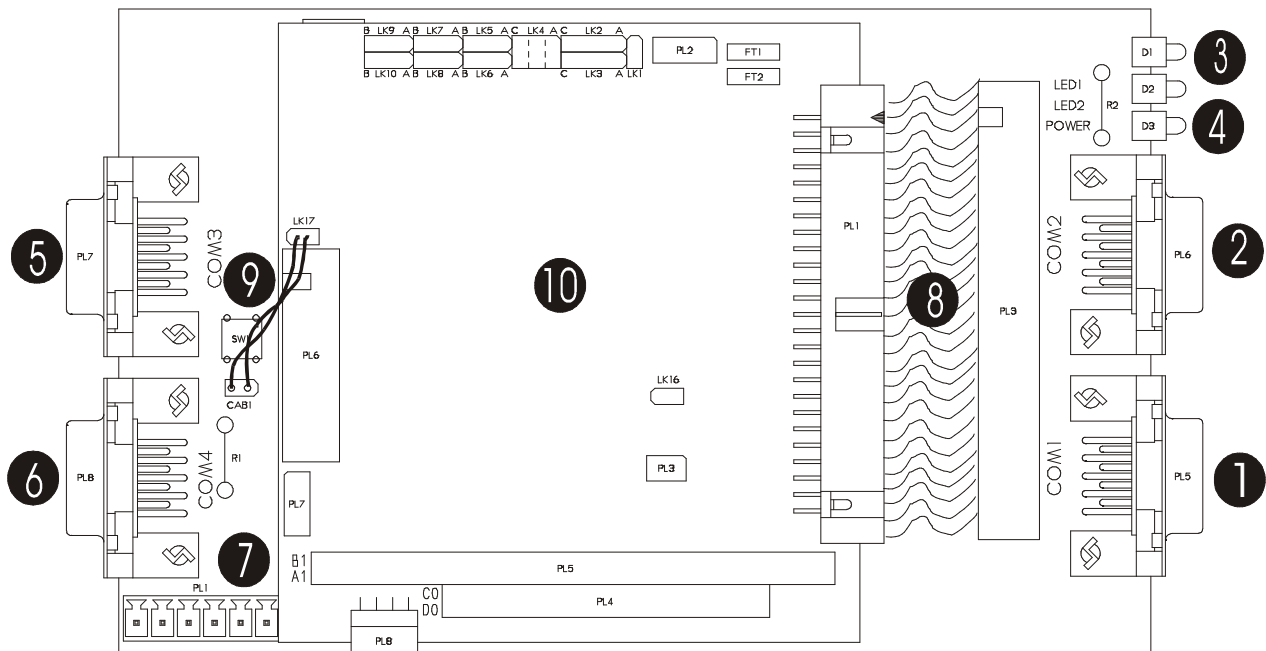 B LK9 A B LK7 A B LK5 A C LK4 A C LK2 A
B LK10 A B LK8 A B LK6 A C LK3 A LK1
PL2
FT1
FT2
D1
3
LED1
D2
LED2
R2
POWER
D3
4
PL7
COM3
5
9
LK17
SW1
CAB1
PL6
10
PL1
8
PL3
COM2
PL6
2
LK16
PL3
PL8
COM4
R1
6
PL7
COM1
PL5
1
7
PL1
B1
A1
PL5
C0
D0
PL4
PL8